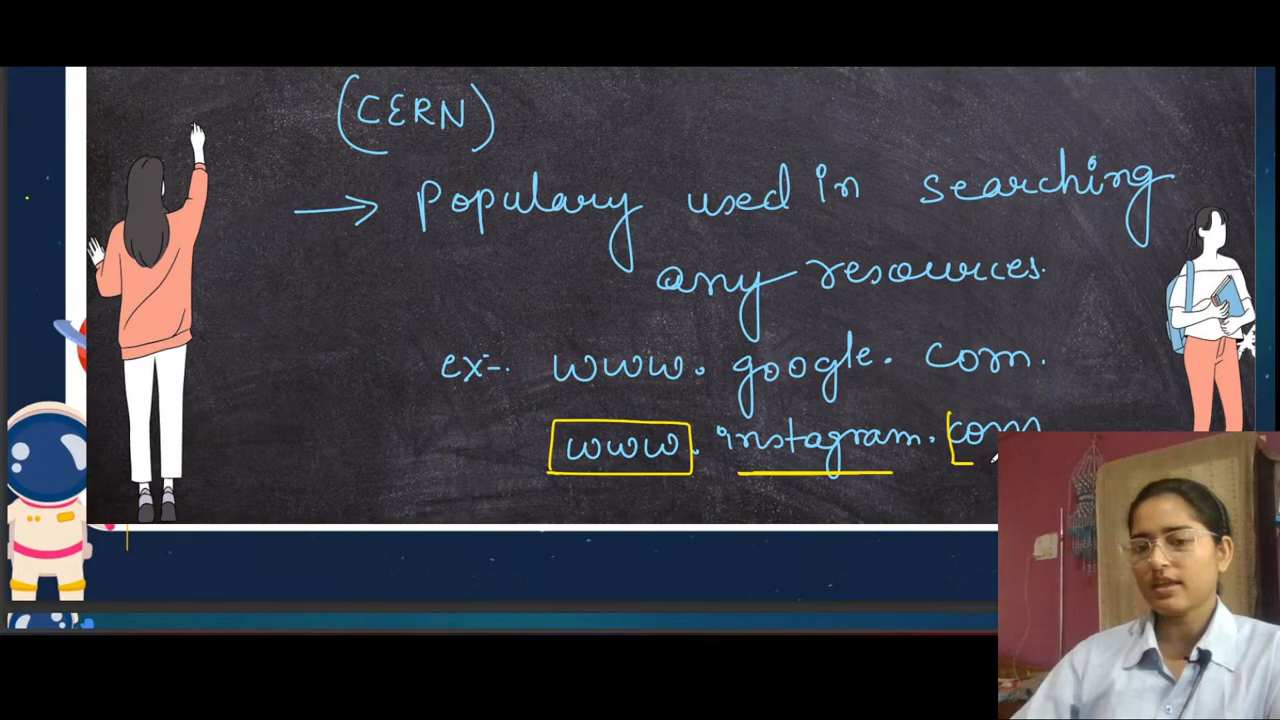 (CERN)
→ Populary used in searching
any resources.
ex:-. www.google.com.
www.instagram.com